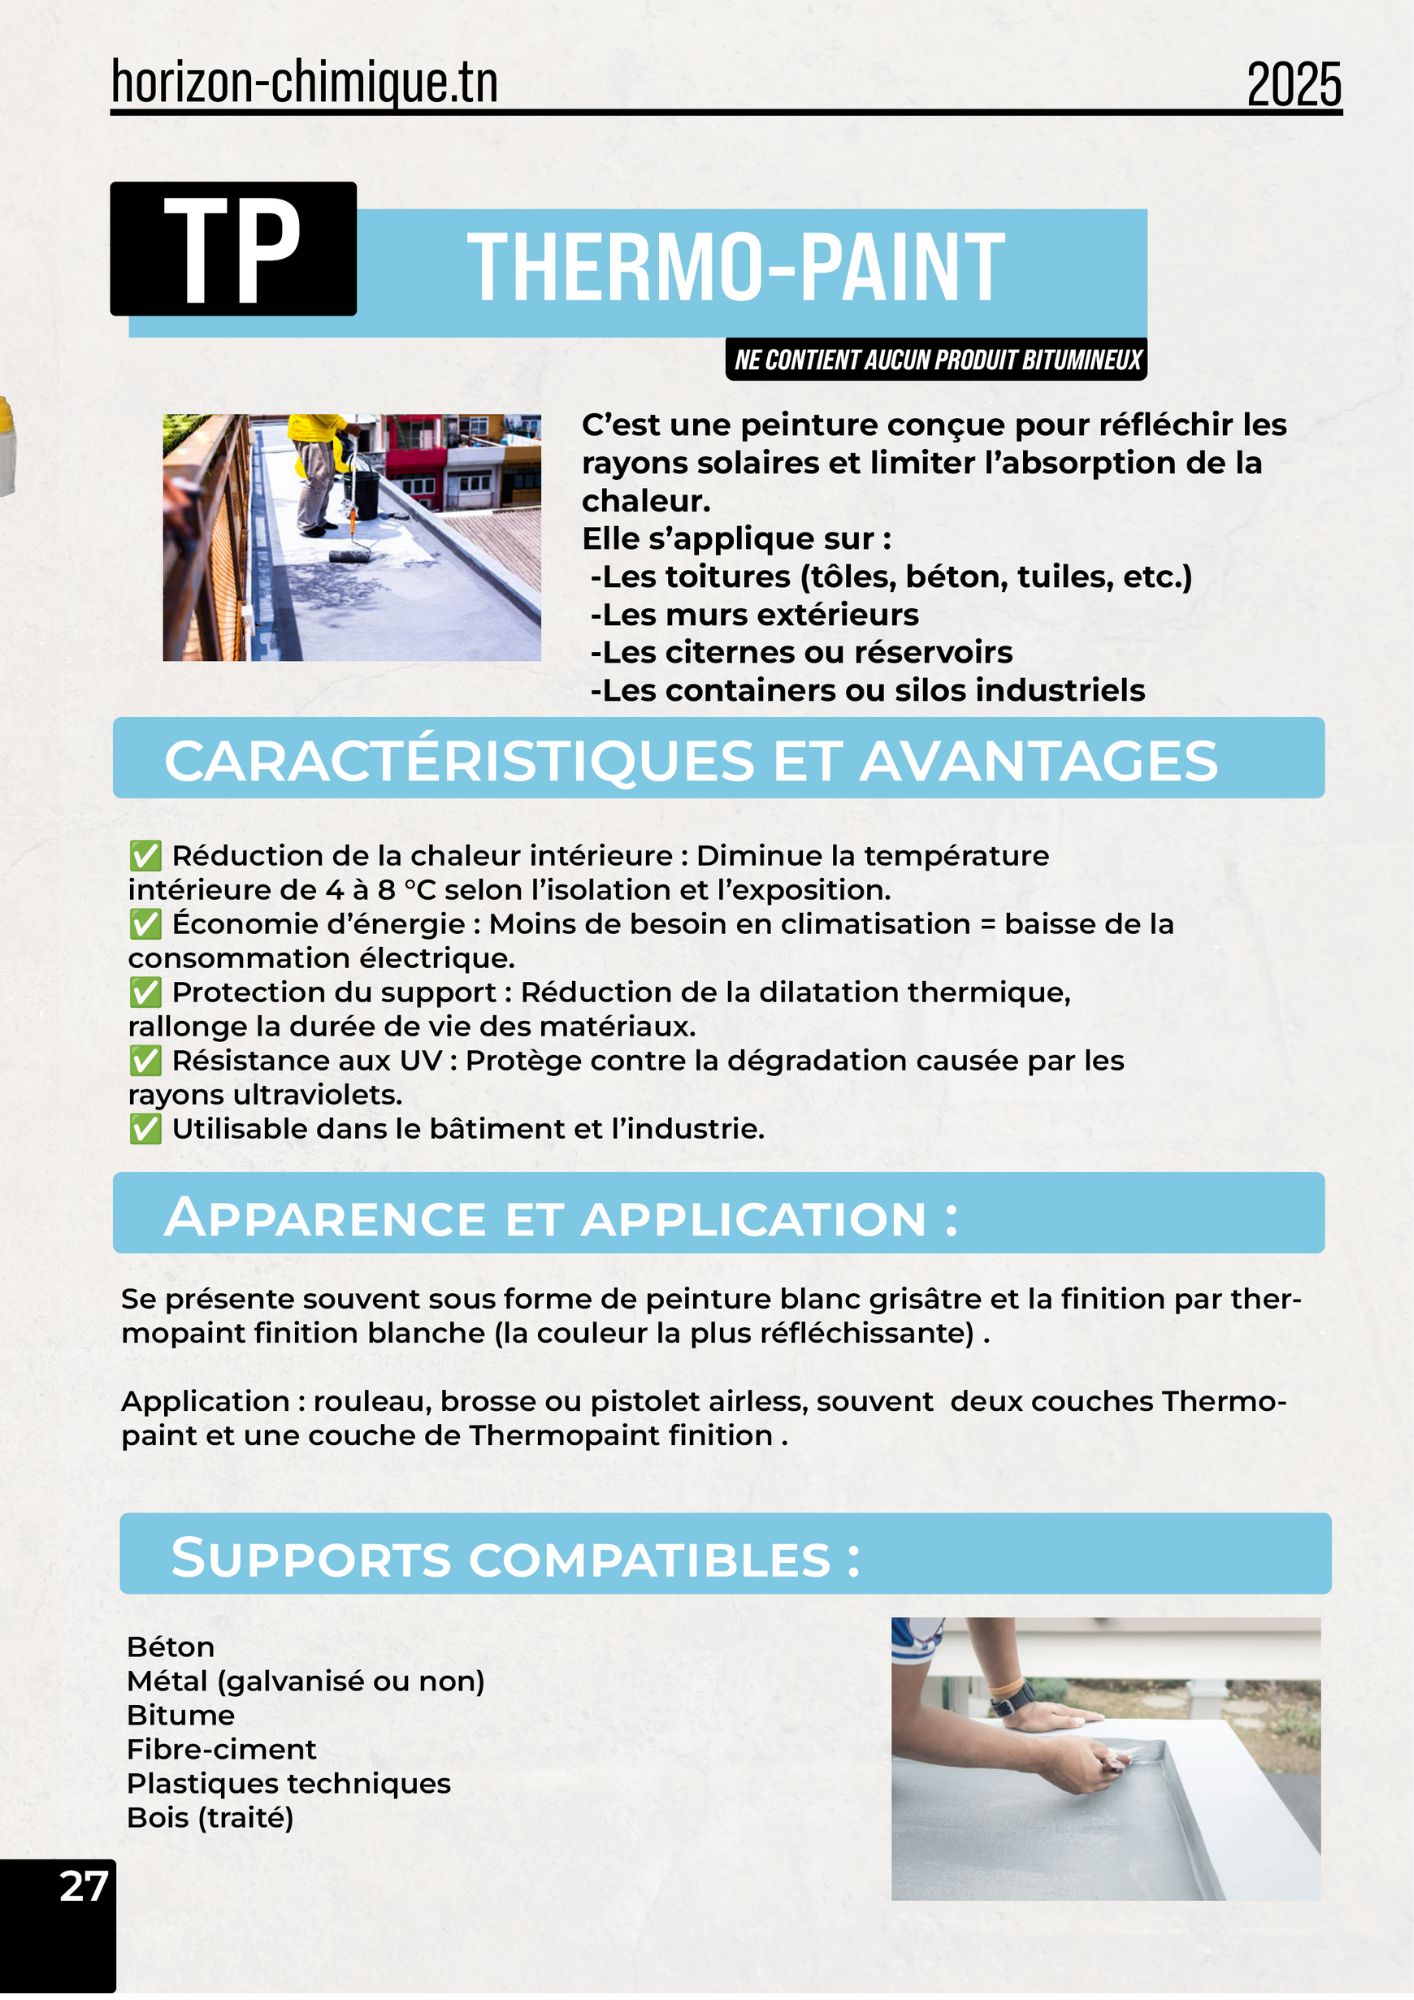 horizon-chimique.tn
2025
TP
THERMO-PAINT
NE CONTIENT AUCUN PRODUIT BITUMINEUX
C’est une peinture conçue pour réfléchir les
rayons solaires et limiter l’absorption de la
chaleur.
Elle s’applique sur :
-Les toitures (tôles, béton, tuiles, etc.)
-Les murs extérieurs
-Les citernes ou réservoirs
-Les containers ou silos industriels
CARACTÉRISTIQUES ET AVANTAGES
✅ Réduction de la chaleur intérieure : Diminue la température
intérieure de 4 à 8 °C selon l’isolation et l’exposition.
✅ Économie d’énergie : Moins de besoin en climatisation = baisse de la
consommation électrique.
✅ Protection du support : Réduction de la dilatation thermique,
rallonge la durée de vie des matériaux.
✅ Résistance aux UV : Protège contre la dégradation causée par les
rayons ultraviolets.
✅ Utilisable dans le bâtiment et l’industrie.
Apparence et application :
Se présente souvent sous forme de peinture blanc grisâtre et la finition par ther-
mopaint finition blanche (la couleur la plus réfléchissante) .
Application : rouleau, brosse ou pistolet airless, souvent  deux couches Thermo-
paint et une couche de Thermopaint finition .
Supports compatibles :
Béton
Métal (galvanisé ou non)
Bitume
Fibre-ciment
Plastiques techniques
Bois (traité)
27